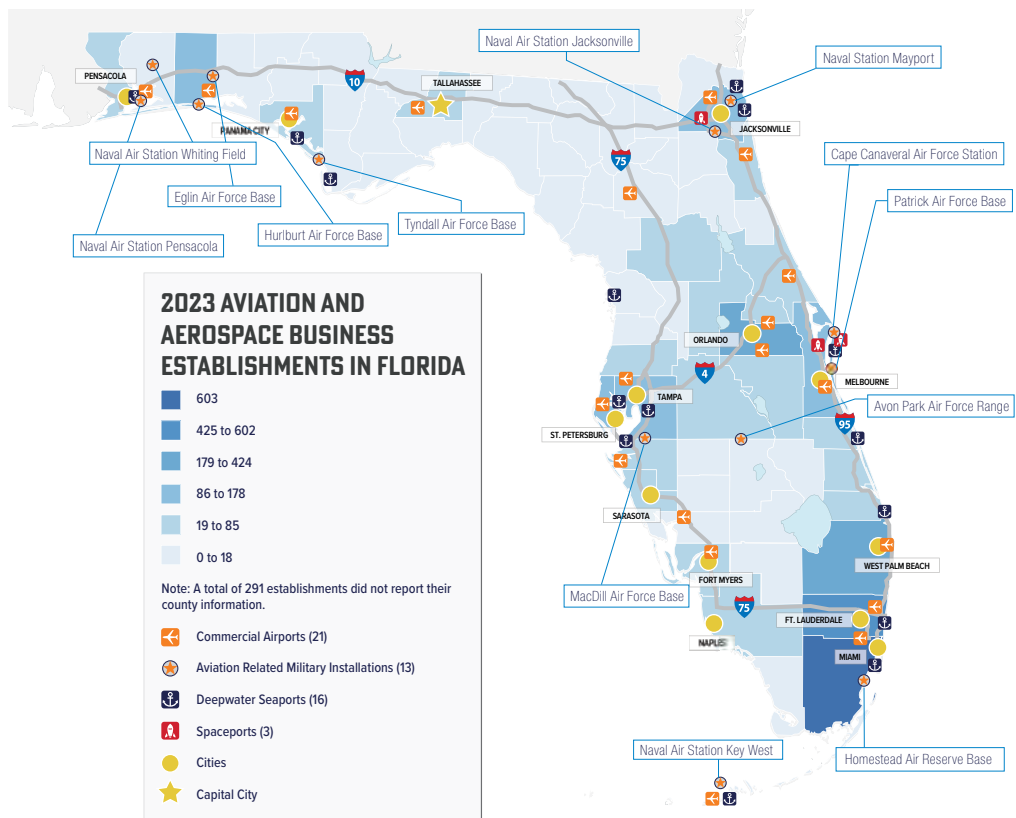 Naval Air Station Jacksonville
Naval Station Mayport
PENSACOLA
10
TALLAHASSEE
PANAMA CITY
JACKSONVILLE
Naval Air Station Whiting Field
75
Cape Canaveral Air Force Station
Eglin Air Force Base
Patrick Air Force Base
Tyndall Air Force Base
Hurlburt Air Force Base
Naval Air Station Pensacola
2023 AVIATION AND
AEROSPACE BUSINESS
ESTABLISHMENTS IN FLORIDA
603
425 to 602
179 to 424
86 to 178
19 to 85
0 to 18
Note: A total of 291 establishments did not report their
county information.
Commercial Airports (21)
Aviation Related Military Installations (13)
Deepwater Seaports (16)
Spaceports (3)
Cities
Capital City
ORLANDO
4
MELBOURNE
TAMPA
Avon Park Air Force Range
95
ST. PETERSBURG
SARASOTA
WEST PALM BEACH
FORT MYERS
MacDill Air Force Base
75
FT. LAUDERDALE
NAPLES
MIAMI
Naval Air Station Key West
Homestead Air Reserve Base